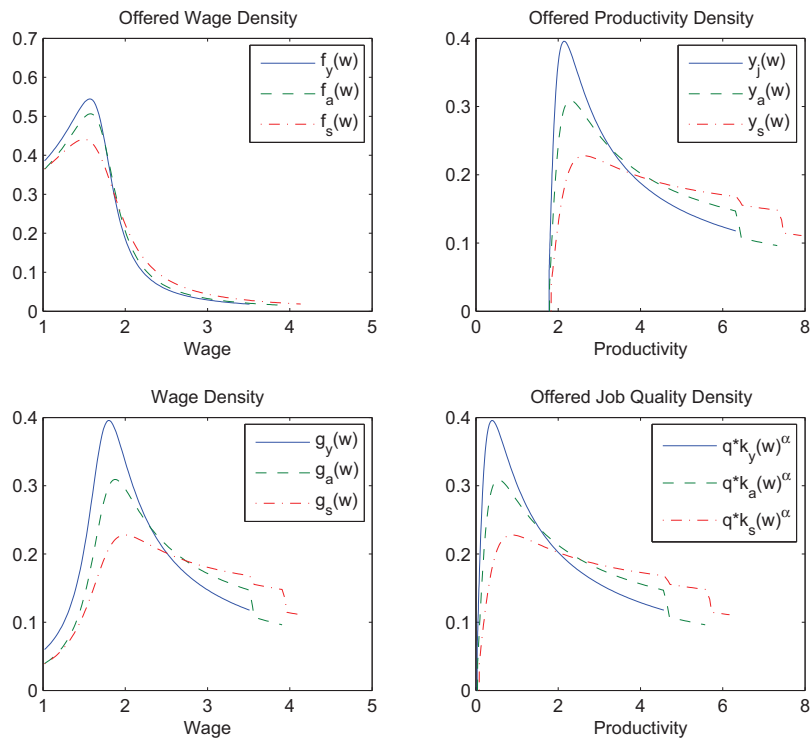 Offered Wage Density
0.7
0.6
0.5
0.4
0.3
0.2
0.1
0
1 2 3 4 5
Wage
f_y(w)
f_a(w)
f_s(w)
Offered Productivity Density
0.4
0.3
0.2
0.1
0
0 2 4 6 8
Productivity
y_j(w)
y_a(w)
y_s(w)
Wage Density
0.4
0.3
0.2
0.1
0
1 2 3 4 5
Wage
g_y(w)
g_a(w)
g_s(w)
Offered Job Quality Density
0.4
0.3
0.2
0.1
0
0 2 4 6 8
Productivity
q*k_y(w)^α
q*k_a(w)^α
q*k_s(w)^α